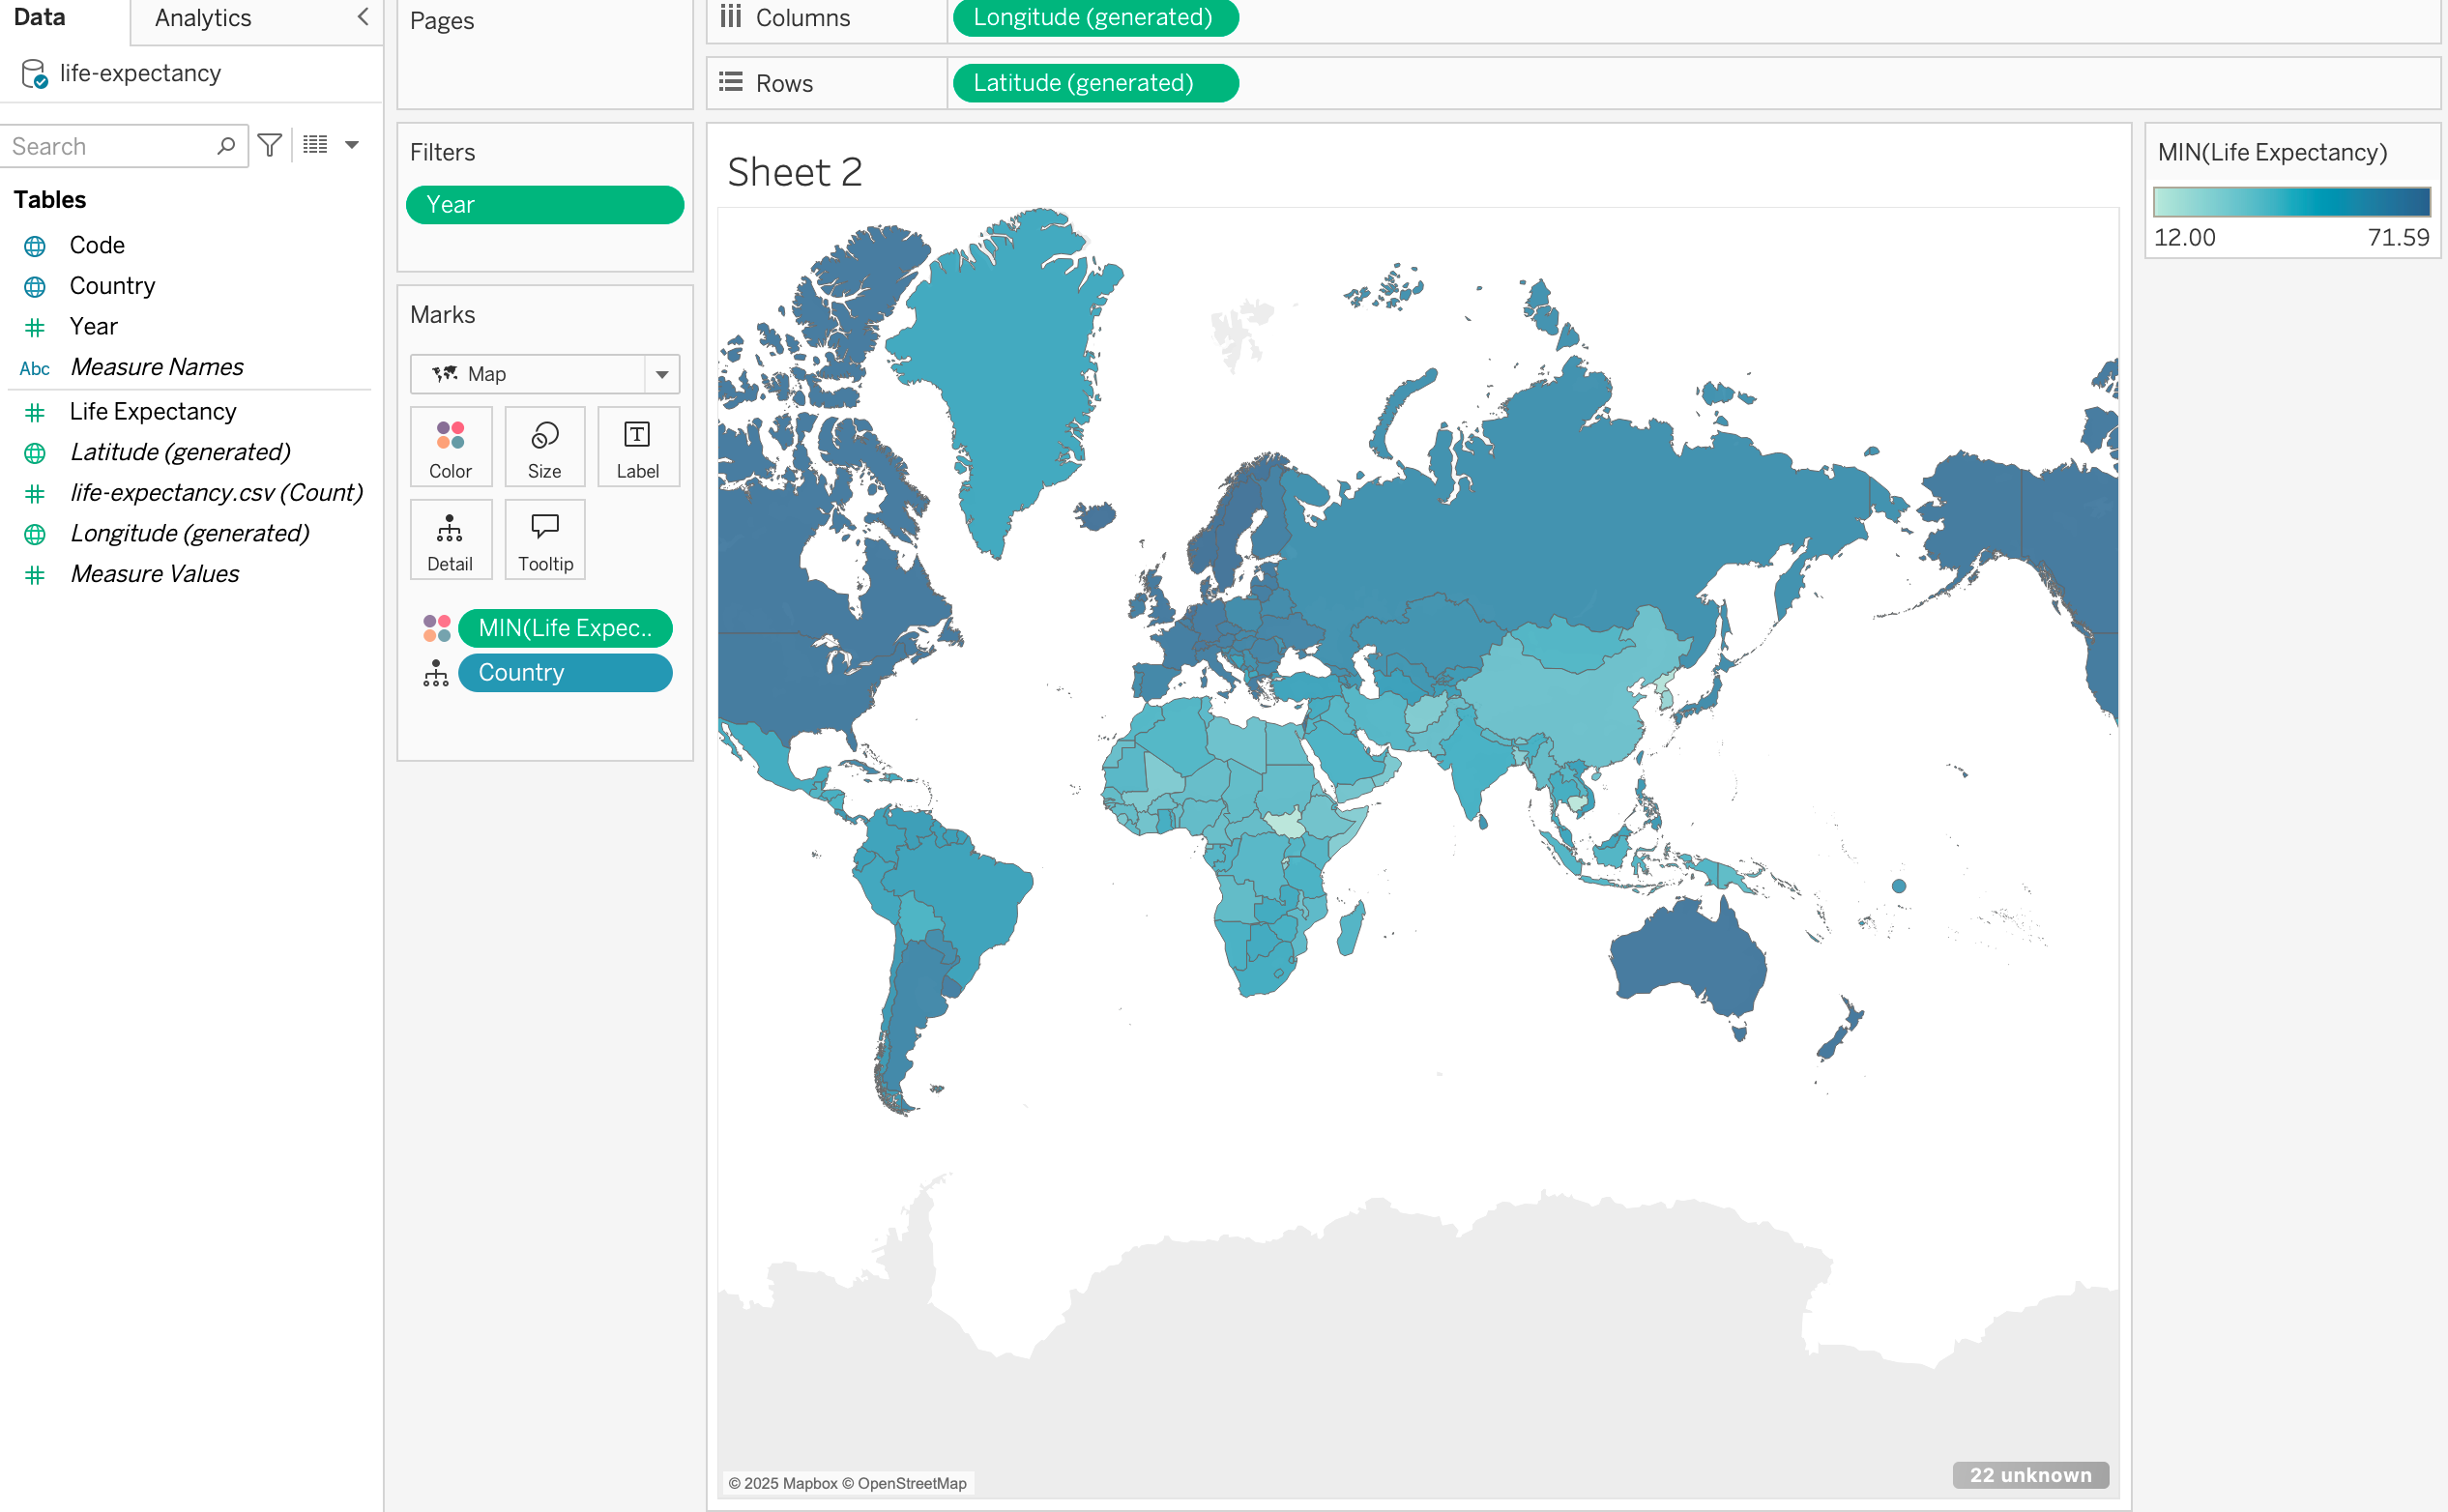 Data
Analytics
life-expectancy
Search
Tables
Code
Country
Year
Abc Measure Names
Life Expectancy
Latitude (generated)
life-expectancy.csv (Count)
Longitude (generated)
Measure Values
Pages
Filters
Year
Marks
Map
Color
Size
Label
Detail
Tooltip
MIN(Life Expec..
Country
Columns
Longitude (generated)
Rows
Latitude (generated)
Sheet 2
© 2025 Mapbox © OpenStreetMap
22 unknown
MIN(Life Expectancy)
12.00 71.59